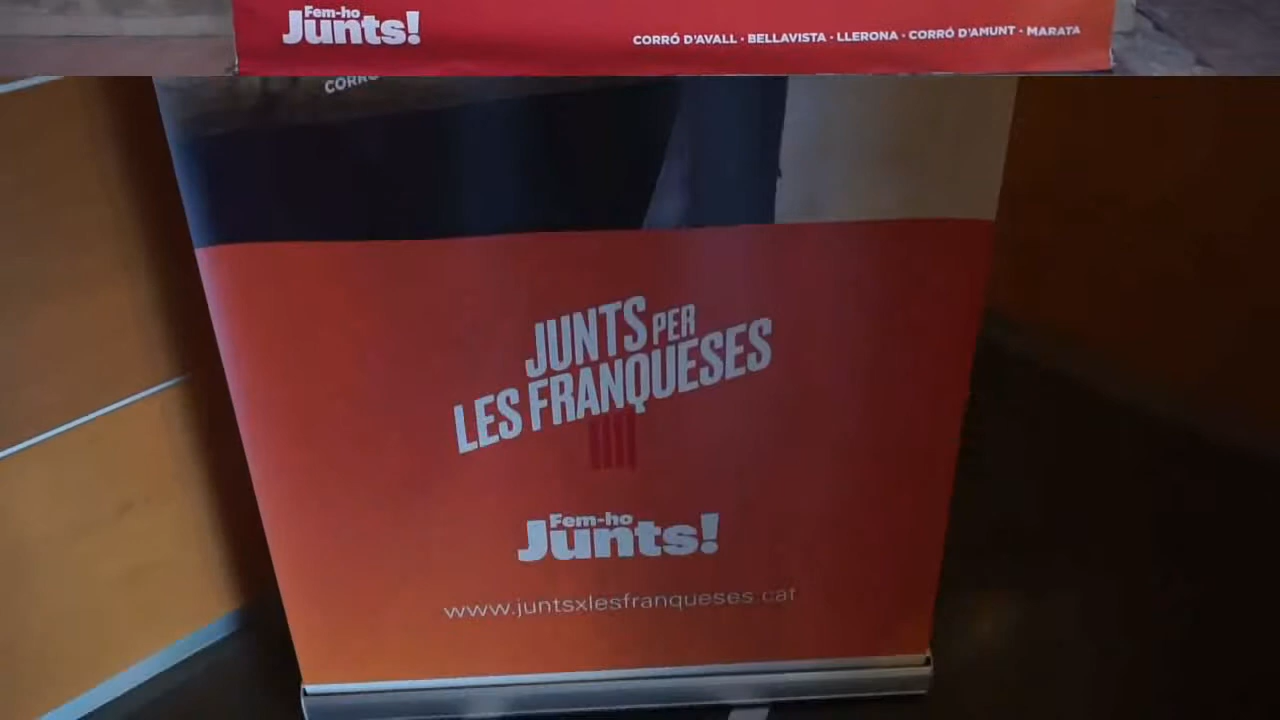 Fem-ho
Junts!
CORRÓ D'AVALL · BELLAVISTA · LLERONA · CORRÓ D'AMUNT · MARATA
JUNTS PER
LES FRANQUESES
Fem-ho
Junts!
www.juntsxlesfranqueses.cat